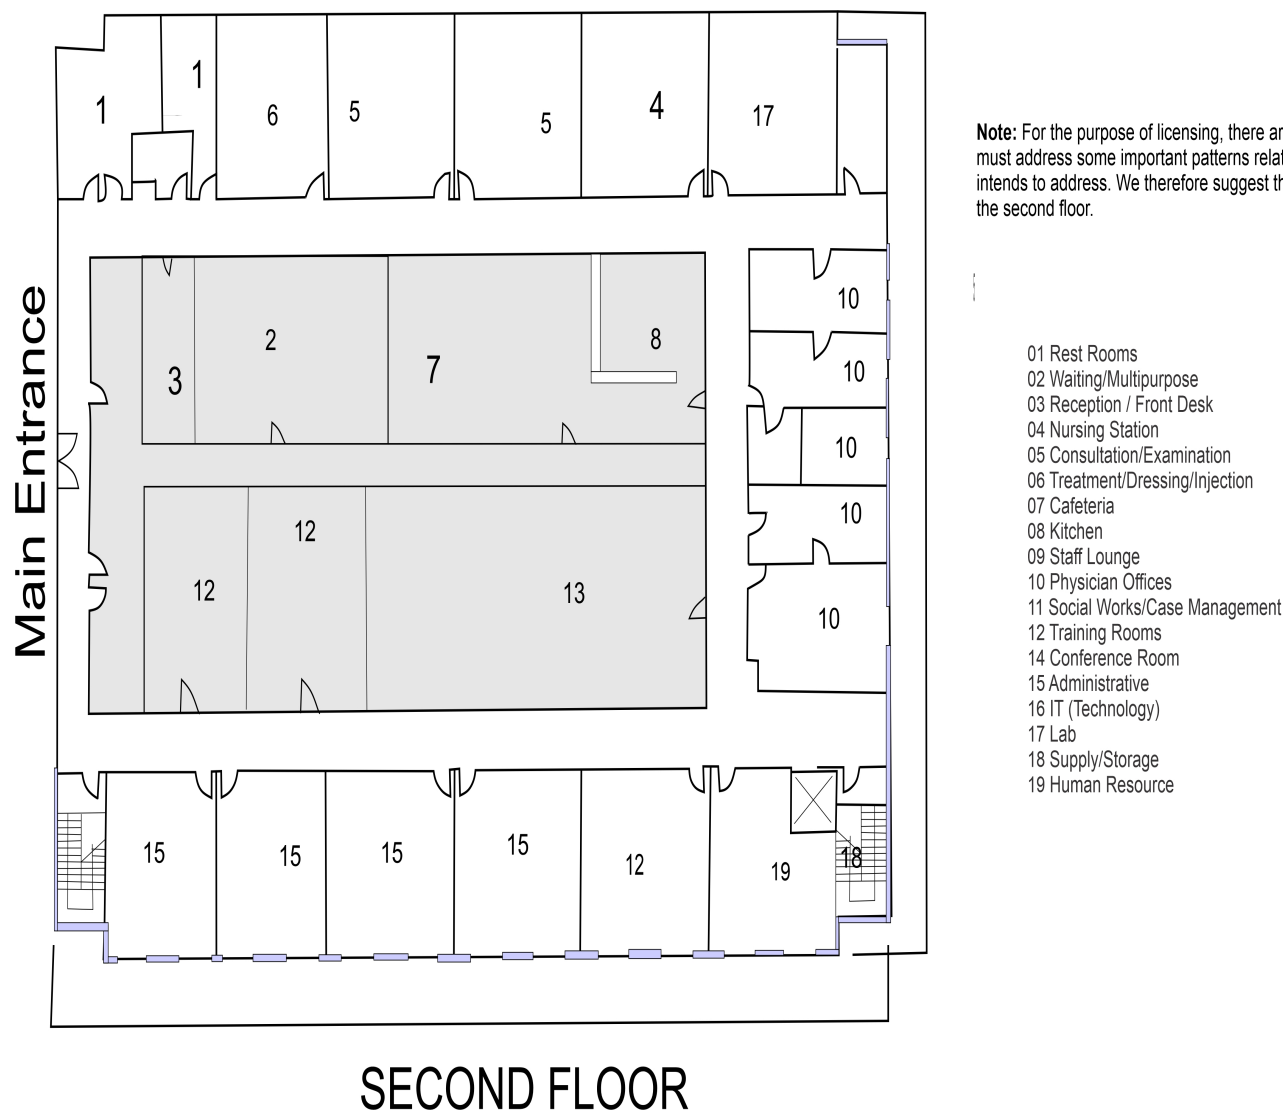 1
1
6
5
5
4
17
Note: For the purpose of licensing, there
must address some important patterns
intends to address. We therefore suggest
the second floor.
Main Entrance
2
3
7
8
10
10
10
10
10
12
12
13
01 Rest Rooms
02 Waiting/Multipurpose
03 Reception / Front Desk
04 Nursing Station
05 Consultation/Examination
06 Treatment/Dressing/Injection
07 Cafeteria
08 Kitchen
09 Staff Lounge
10 Physician Offices
11 Social Works/Case Management
12 Training Rooms
14 Conference Room
15 Administrative
16 IT (Technology)
17 Lab
18 Supply/Storage
19 Human Resource
15
15
15
15
12
19
18
SECOND FLOOR